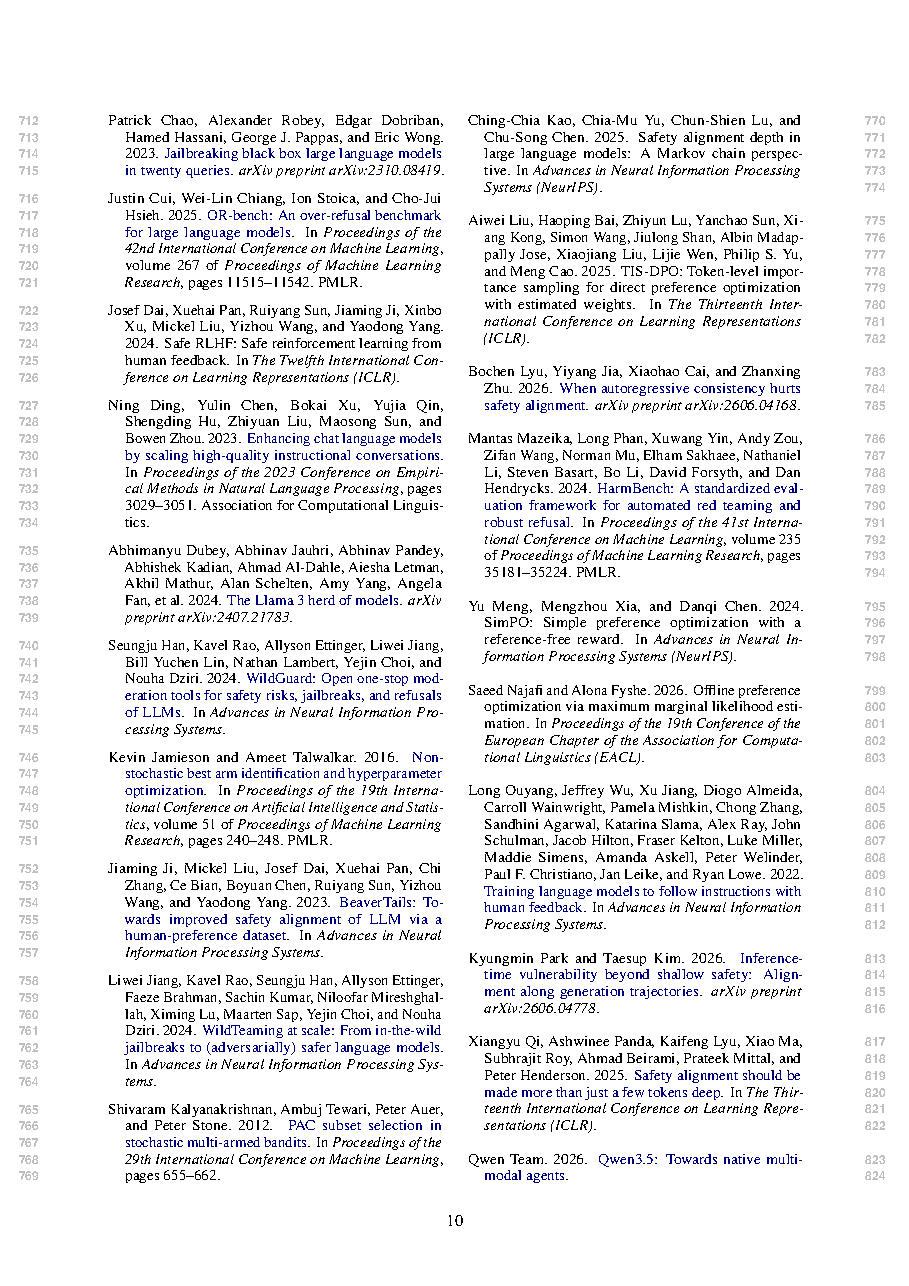 712 Patrick Chao, Alexander Robey, Edgar Dobriban,
713 Hamed Hassani, George J. Pappas, and Eric Wong.
714 2023. Jailbreaking black box large language models
715 in twenty queries. arXiv preprint arXiv:2310.08419.
716 Justin Cui, Wei-Lin Chiang, Ion Stoica, and Cho-Jui
717 Hsieh. 2025. OR-bench: An over-refusal benchmark
718 for large language models. In Proceedings of the
719 42nd International Conference on Machine Learning,
720 volume 267 of Proceedings of Machine Learning
721 Research, pages 11515–11542. PMLR.
722 Josef Dai, Xuehai Pan, Ruiyang Sun, Jiaming Ji, Xinbo
723 Xu, Mickel Liu, Yizhou Wang, and Yaodong Yang.
724 2024. Safe RLHF: Safe reinforcement learning from
725 human feedback. In The Twelfth International Con-
726 ference on Learning Representations (ICLR).
727 Ning Ding, Yulin Chen, Bokai Xu, Yujia Qin,
728 Shengding Hu, Zhiyuan Liu, Maosong Sun, and
729 Bowen Zhou. 2023. Enhancing chat language models
730 by scaling high-quality instructional conversations.
731 In Proceedings of the 2023 Conference on Empiri-
732 cal Methods in Natural Language Processing, pages
733 3029–3051. Association for Computational Linguis-
734 tics.
735 Abhimanyu Dubey, Abhinav Jauhri, Abhinav Pandey,
736 Abhishek Kadian, Ahmad Al-Dahle, Aiesha Letman,
737 Akhil Mathur, Alan Schelten, Amy Yang, Angela
738 Fan, et al. 2024. The Llama 3 herd of models. arXiv
739 preprint arXiv:2407.21783.
740 Seungju Han, Kavel Rao, Allyson Ettinger, Liwei Jiang,
741 Bill Yuchen Lin, Nathan Lambert, Yejin Choi, and
742 Nouha Dziri. 2024. WildGuard: Open one-stop mod-
743 eration tools for safety risks, jailbreaks, and refusals
744 of LLMs. In Advances in Neural Information Pro-
745 cessing Systems.
746 Kevin Jamieson and Ameet Talwalkar. 2016. Non-
747 stochastic best arm identification and hyperparameter
748 optimization. In Proceedings of the 19th Interna-
749 tional Conference on Artificial Intelligence and Statis-
750 tics, volume 51 of Proceedings of Machine Learning
751 Research, pages 240–248. PMLR.
752 Jiaming Ji, Mickel Liu, Josef Dai, Xuehai Pan, Chi
753 Zhang, Ce Bian, Boyuan Chen, Ruiyang Sun, Yizhou
754 Wang, and Yaodong Yang. 2023. BeaverTails: To-
755 wards improved safety alignment of LLM via a
756 human-preference dataset. In Advances in Neural
757 Information Processing Systems.
758 Liwei Jiang, Kavel Rao, Seungju Han, Allyson Ettinger,
759 Faeze Brahman, Sachin Kumar, Niloofar Mireshghal-
760 lah, Ximing Lu, Maarten Sap, Yejin Choi, and Nouha
761 Dziri. 2024. WildTeaming at scale: From in-the-wild
762 jailbreaks to (adversarially) safer language models.
763 In Advances in Neural Information Processing Sys-
764 tems.
765 Shivaram Kalyanakrishnan, Ambuj Tewari, Peter Auer,
766 and Peter Stone. 2012. PAC subset selection in
767 stochastic multi-armed bandits. In Proceedings of the
768 29th International Conference on Machine Learning,
769 pages 655–662.
770 Ching-Chia Kao, Chia-Mu Yu, Chun-Shien Lu, and
771 Chu-Song Chen. 2025. Safety alignment depth in
772 large language models: A Markov chain perspec-
773 tive. In Advances in Neural Information Processing
774 Systems (NeurIPS).
775 Aiwei Liu, Haoping Bai, Zhiyun Lu, Yanchao Sun, Xi-
776 ang Kong, Simon Wang, Jiulong Shan, Albin Madap-
777 pally Jose, Xiaojiang Liu, Lijie Wen, Philip S. Yu,
778 and Meng Cao. 2025. TIS-DPO: Token-level impor-
779 tance sampling for direct preference optimization
780 with estimated weights. In The Thirteenth Inter-
781 national Conference on Learning Representations
782 (ICLR).
783 Bochen Lyu, Yiyang Jia, Xiaohao Cai, and Zhanxing
784 Zhu. 2026. When autoregressive consistency hurts
785 safety alignment. arXiv preprint arXiv:2606.04168.
786 Mantas Mazeika, Long Phan, Xuwang Yin, Andy Zou,
787 Zifan Wang, Norman Mu, Elham Sakhaee, Nathaniel
788 Li, Steven Basart, Bo Li, David Forsyth, and Dan
789 Hendrycks. 2024. HarmBench: A standardized eval-
790 uation framework for automated red teaming and
791 robust refusal. In Proceedings of the 41st Interna-
792 tional Conference on Machine Learning, volume 235
793 of Proceedings of Machine Learning Research, pages
794 35181–35224. PMLR.
795 Yu Meng, Mengzhou Xia, and Danqi Chen. 2024.
796 SimPO: Simple preference optimization with a
797 reference-free reward. In Advances in Neural In-
798 formation Processing Systems (NeurIPS).
799 Saeed Najafi and Alona Fyshe. 2026. Offline preference
800 optimization via maximum marginal likelihood esti-
801 mation. In Proceedings of the 19th Conference of the
802 European Chapter of the Association for Computa-
803 tional Linguistics (EACL).
804 Long Ouyang, Jeffrey Wu, Xu Jiang, Diogo Almeida,
805 Carroll Wainwright, Pamela Mishkin, Chong Zhang,
806 Sandhini Agarwal, Katarina Slama, Alex Ray, John
807 Schulman, Jacob Hilton, Fraser Kelton, Luke Miller,
808 Maddie Simens, Amanda Askell, Peter Welinder,
809 Paul F. Christiano, Jan Leike, and Ryan Lowe. 2022.
810 Training language models to follow instructions with
811 human feedback. In Advances in Neural Information
812 Processing Systems.
813 Kyungmin Park and Taesup Kim. 2026. Inference-
814 time vulnerability beyond shallow safety: Align-
815 ment along generation trajectories. arXiv preprint
816 arXiv:2606.04778.
817 Xiangyu Qi, Ashwinee Panda, Kaifeng Lyu, Xiao Ma,
818 Subhrajit Roy, Ahmad Beirami, Prateek Mittal, and
819 Peter Henderson. 2025. Safety alignment should be
820 made more than just a few tokens deep. In The Thir-
821 teenth International Conference on Learning Repre-
822 sentations (ICLR).
823 Qwen Team. 2026. Qwen3.5: Towards native multi-
824 modal agents.
10